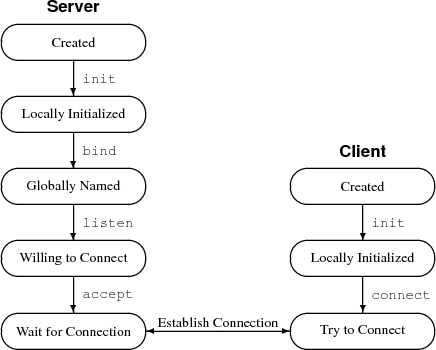 Server
Created
init
Locally Initialized
bind
Globally Named
listen
Willing to Connect
accept
Wait for Connection
Establish Connection
Client
Created
init
Locally Initialized
connect
Try to Connect